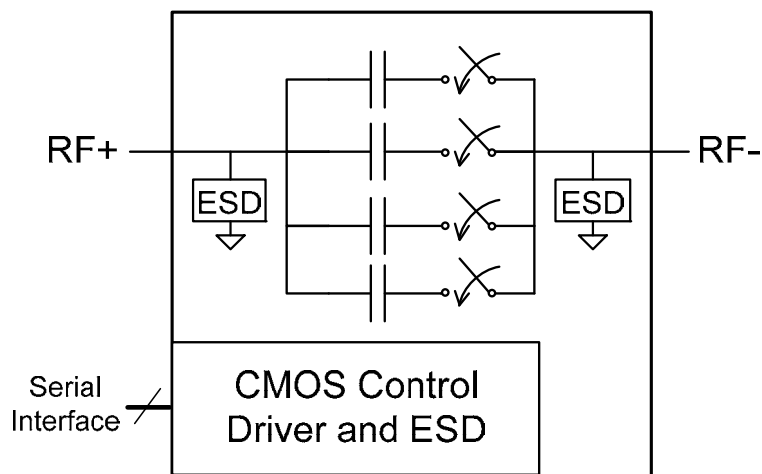 RF+
RF–
ESD
ESD
Serial
Interface
CMOS Control
Driver and ESD